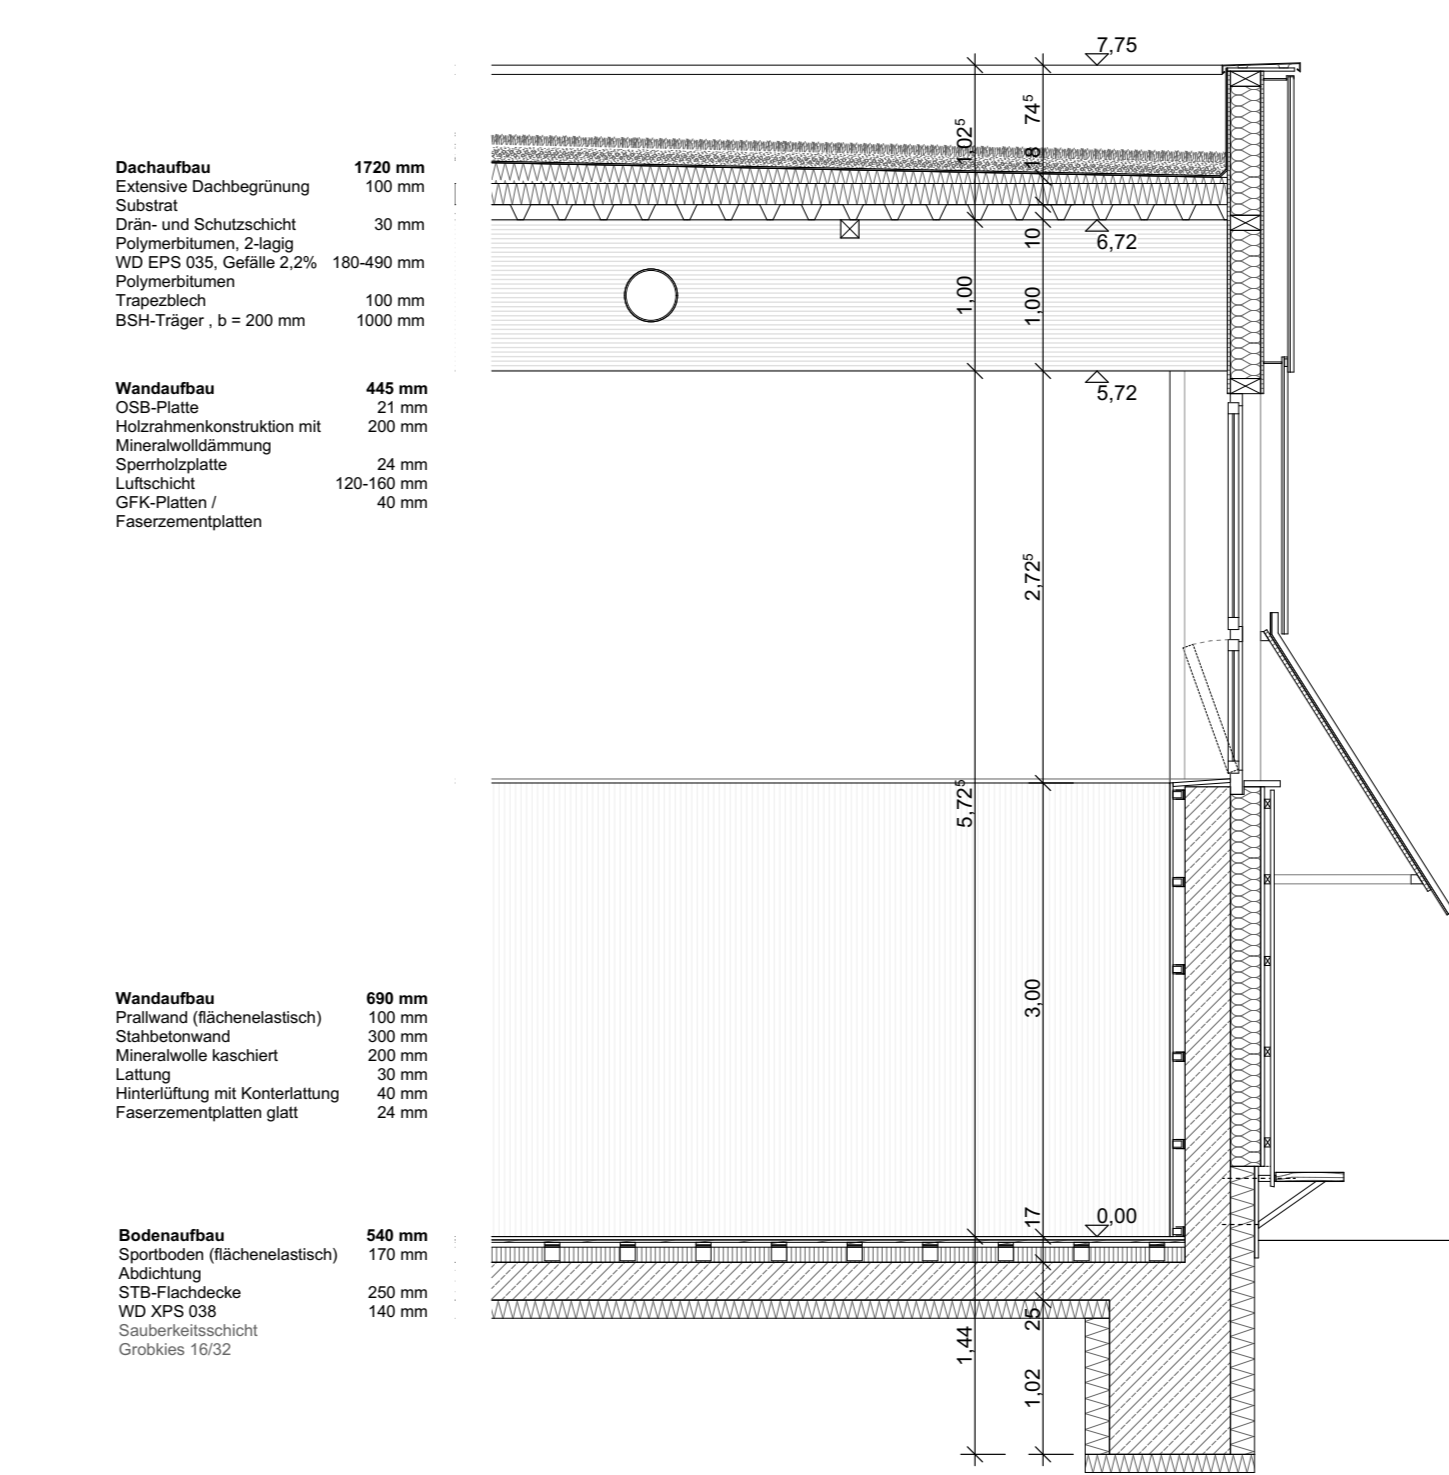 Dachaufbau 1720 mm
Extensive Dachbegrünung 100 mm
Substrat
Drän- und Schutzschicht 30 mm
Polymerbitumen, 2-lagig
WD EPS 035, Gefälle 2,2% 180-490 mm
Polymerbitumen
Trapezblech 100 mm
BSH-Träger , b = 200 mm 1000 mm
Wandaufbau 445 mm
OSB-Platte 21 mm
Holzrahmenkonstruktion mit 200 mm
Mineralwolldämmung
Sperrholzplatte 24 mm
Luftschicht 120-160 mm
GFK-Platten / 40 mm
Faserzementplatten
Wandaufbau 690 mm
Prallwand (flächenelastisch) 100 mm
Stahbetonwand 300 mm
Mineralwolle kaschiert 200 mm
Lattung 30 mm
Hinterlüftung mit Konterlattung 40 mm
Faserzementplatten glatt 24 mm
Bodenaufbau 540 mm
Sportboden (flächenelastisch) 170 mm
Abdichtung
STB-Flachdecke 250 mm
WD XPS 038 140 mm
Sauberkeitsschicht
Grobkies 16/32
1,02⁵
1,00
5,72⁵
1,44
74⁵
18
10
1,00
2,72⁵
3,00
17
25
1,02
7,75
6,72
5,72
0,00